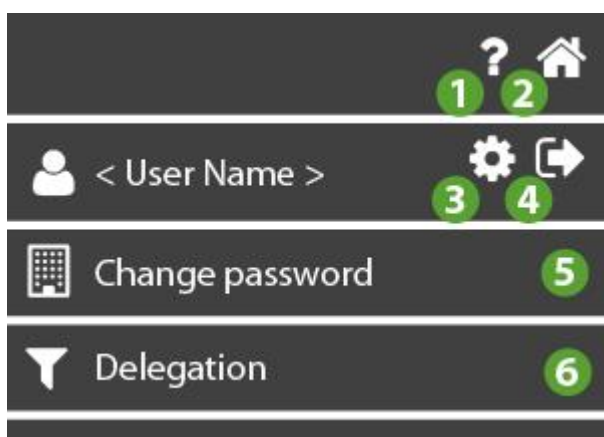 ?
1 2
< User Name >
3 4
Change password 5
Delegation 6